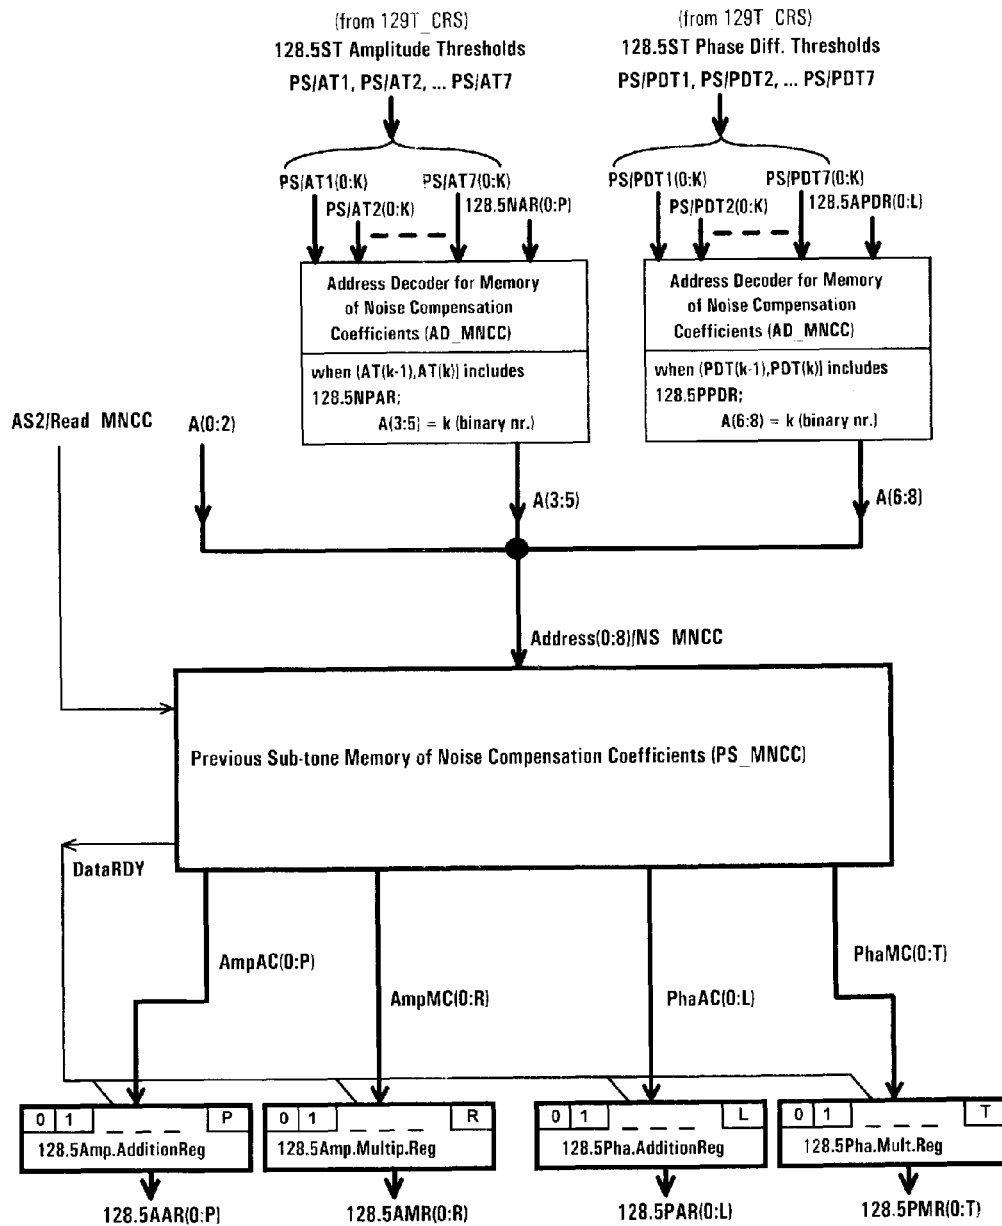 (from 129T_CRS)
128.5ST Amplitude Thresholds
PS/AT1, PS/AT2, ... PS/AT7
(from 129T_CRS)
128.5ST Phase Diff. Thresholds
PS/PDT1, PS/PDT2, ... PS/PDT7
PS/AT1(0:K)
PS/AT7(0:K)
PS/AT2(0:K)
128.5NAR(0:P)
PS/PDT1(0:K)
PS/PDT7(0:K)
PS/PDT2(0:K)
128.5APDR(0:L)
Address Decoder for Memory
of Noise Compensation
Coefficients (AD_MNCC)
when (AT(k-1),AT(k)] includes
128.5NPAR;
A(3:5) = k (binary nr.)
Address Decoder for Memory
of Noise Compensation
Coefficients (AD_MNCC)
when (PDT(k-1),PDT(k)] includes
128.5PPDR;
A(6:8) = k (binary nr.)
AS2/Read MNCC
A(0:2)
A(3:5)
A(6:8)
Address(0:8)/NS MNCC
Previous Sub-tone Memory of Noise Compensation Coefficients (PS_MNCC)
DataRDY
AmpAC(0:P)
AmpMC(0:R)
PhaAC(0:L)
PhaMC(0:T)
0 1 P
128.5Amp.AdditionReg
0 1 R
128.5Amp.Multip.Reg
0 1 L
128.5Pha.AdditionReg
0 1 T
128.5Pha.Mult.Reg
128.5AAR(0:P)
128.5AMR(0:R)
128.5PAR(0:L)
128.5PMR(0:T)